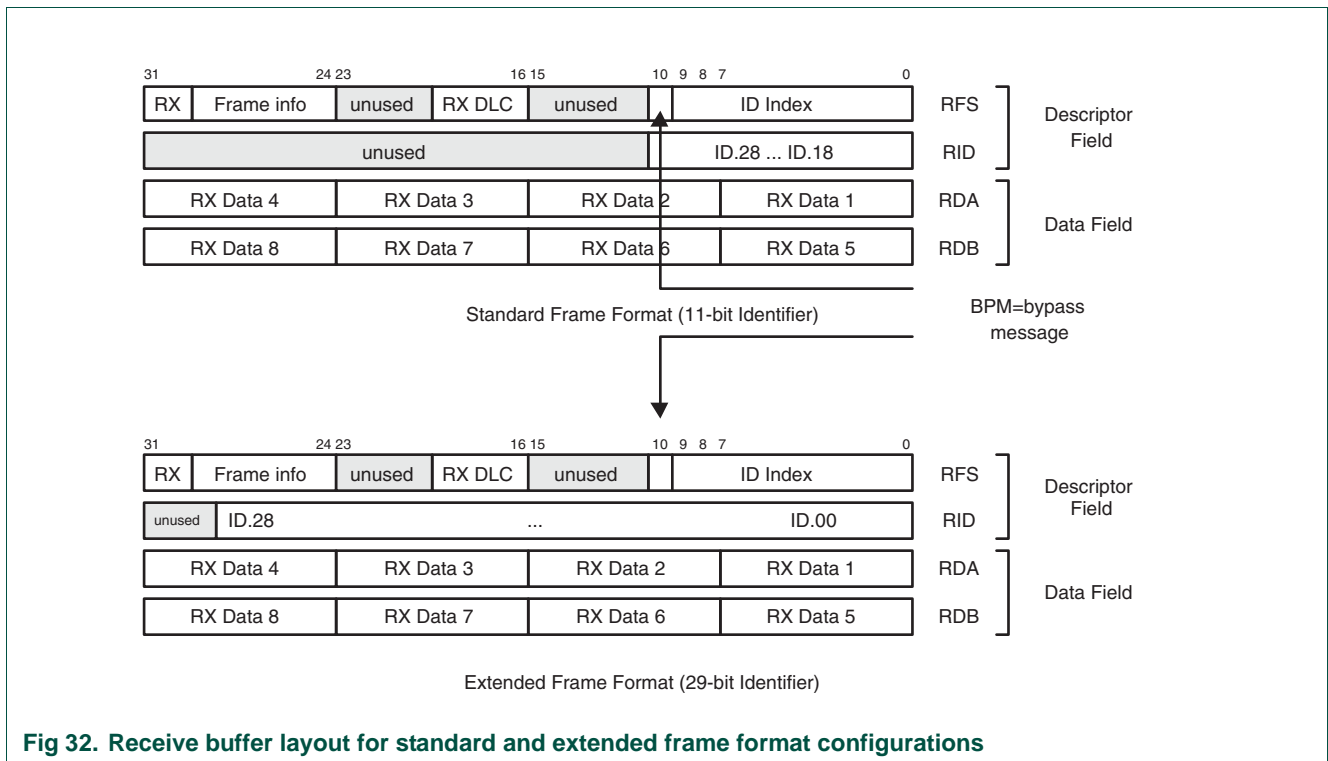 31 24 23 16 15 10 9 8 7 0
RX Frame info unused RX DLC unused ID Index RFS
Descriptor
Field
unused ID.28 ... ID.18 RID
RX Data 4 RX Data 3 RX Data 2 RX Data 1 RDA
Data Field
RX Data 8 RX Data 7 RX Data 6 RX Data 5 RDB
Standard Frame Format (11-bit Identifier)
BPM=bypass
message
31 24 23 16 15 10 9 8 7 0
RX Frame info unused RX DLC unused ID Index RFS
Descriptor
Field
unused ID.28 ... ID.00 RID
RX Data 4 RX Data 3 RX Data 2 RX Data 1 RDA
Data Field
RX Data 8 RX Data 7 RX Data 6 RX Data 5 RDB
Extended Frame Format (29-bit Identifier)
Fig 32. Receive buffer layout for standard and extended frame format configurations